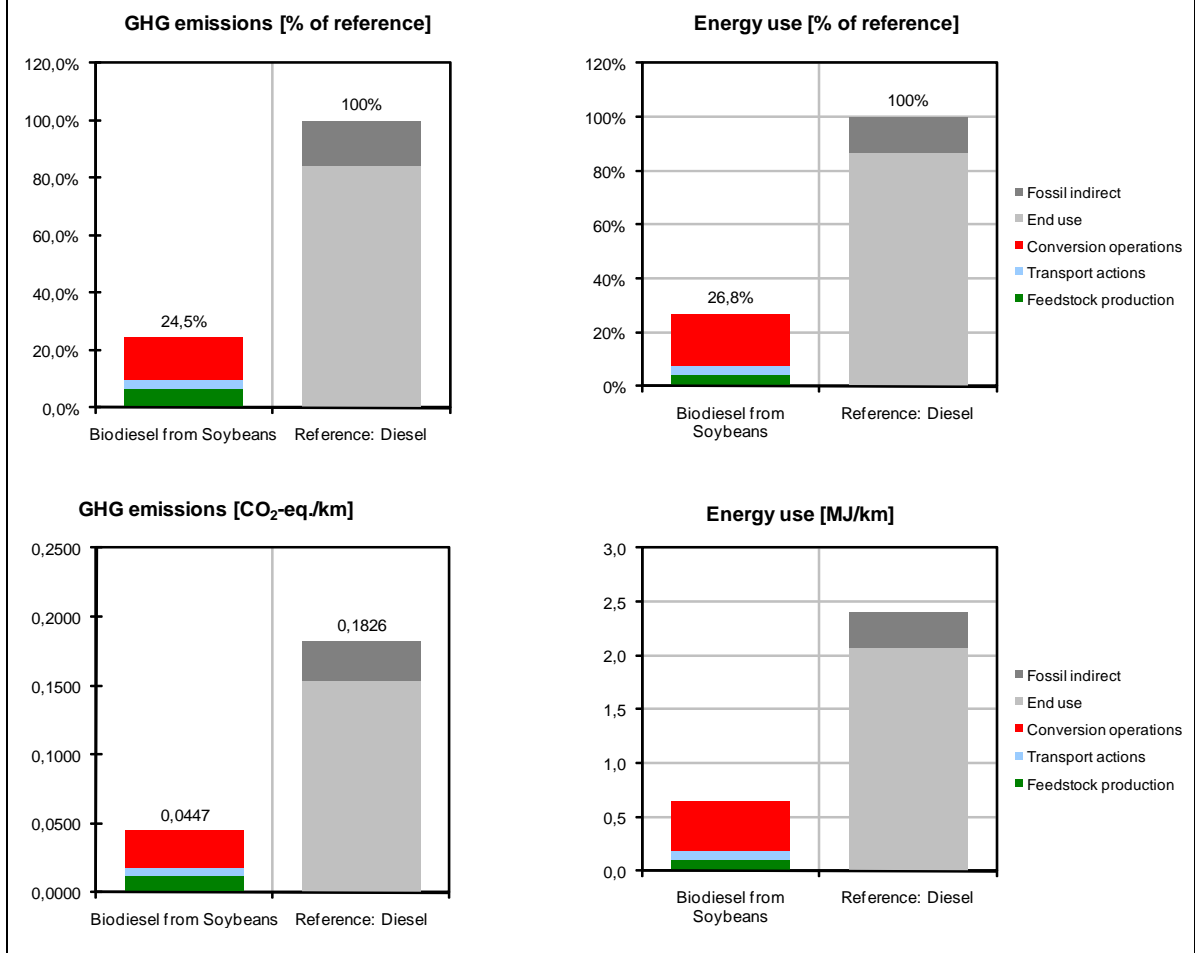 GHG emissions [% of reference]
120,0%
100,0%
80,0%
60,0%
40,0%
20,0%
0,0%
24,5%
100%
Biodiesel from Soybeans
Reference: Diesel
Energy use [% of reference]
120%
100%
80%
60%
40%
20%
0%
26,8%
100%
Biodiesel from
Soybeans
Reference: Diesel
Fossil indirect
End use
Conversion operations
Transport actions
Feedstock production
GHG emissions [CO₂-eq./km]
0,2500
0,2000
0,1500
0,1000
0,0500
0,0000
0,0447
0,1826
Biodiesel from Soybeans
Reference: Diesel
Energy use [MJ/km]
3,0
2,5
2,0
1,5
1,0
0,5
0,0
Biodiesel from
Soybeans
Reference: Diesel
Fossil indirect
End use
Conversion operations
Transport actions
Feedstock production